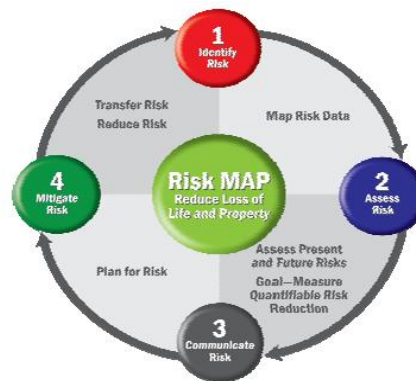 1
Identify
Risk
Transfer Risk
Reduce Risk
Map Risk Data
4
Mitigate
Risk
Risk MAP
Reduce Loss of
Life and Property
2
Assess
Risk
Plan for Risk
Assess Present
and Future Risks
Goal—Measure
Quantifiable Risk
Reduction
3
Communicate
Risk